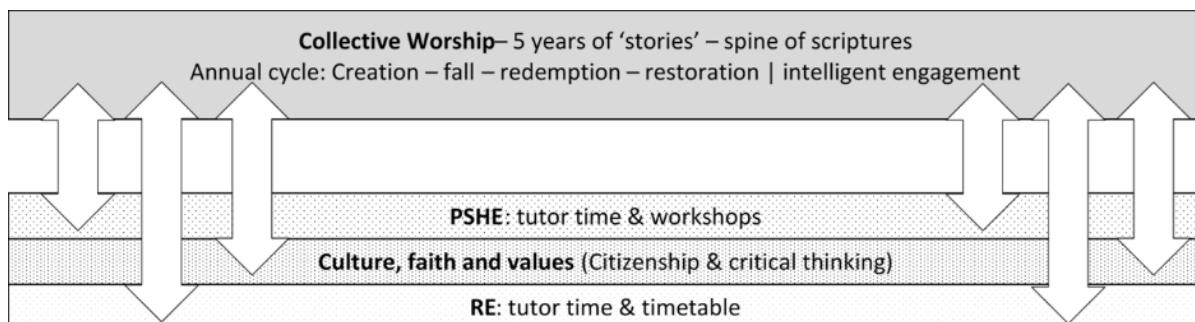 Collective Worship– 5 years of ‘stories’ – spine of scriptures
Annual cycle: Creation – fall – redemption – restoration | intelligent engagement
PSHE: tutor time & workshops
Culture, faith and values (Citizenship & critical thinking)
RE: tutor time & timetable